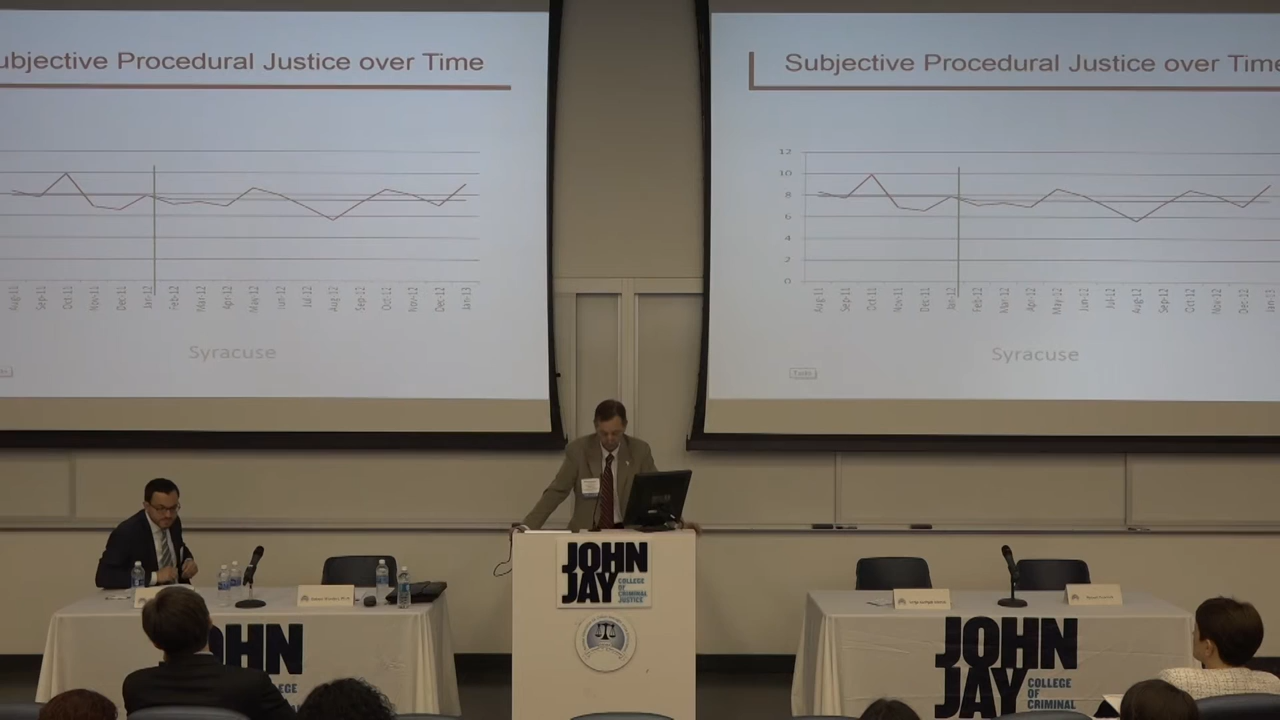 ubjective Procedural Justice over Time
Aug-11
Sep-11
Oct-11
Nov-11
Dec-11
Jan-12
Feb-12
Mar-12
Apr-12
May-12
Jun-12
Jul-12
Aug-12
Sep-12
Oct-12
Nov-12
Dec-12
Jan-13
Syracuse
Subjective Procedural Justice over Time
12
10
8
6
4
2
0
Aug-11
Sep-11
Oct-11
Nov-11
Dec-11
Jan-12
Feb-12
Mar-12
Apr-12
May-12
Jun-12
Jul-12
Aug-12
Sep-12
Oct-12
Nov-12
Dec-12
Jan-13
Syracuse
JOHN
JAY
COLLEGE
OF
CRIMINAL
JUSTICE
OHN
EGE
JOHN
JAY
COLLEGE
OF
CRIMINAL